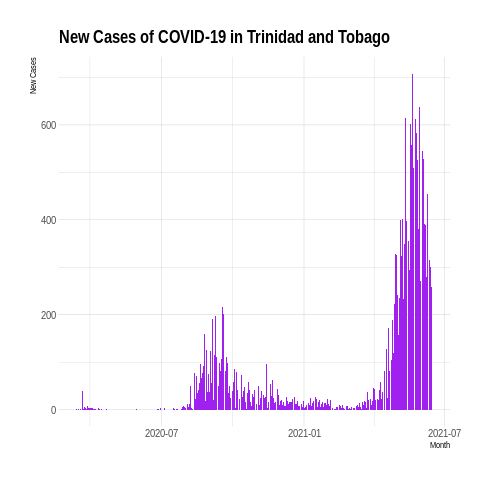 New Cases of COVID-19 in Trinidad and Tobago
New Cases
600
400
200
0
2020-07
2021-01
2021-07
Month